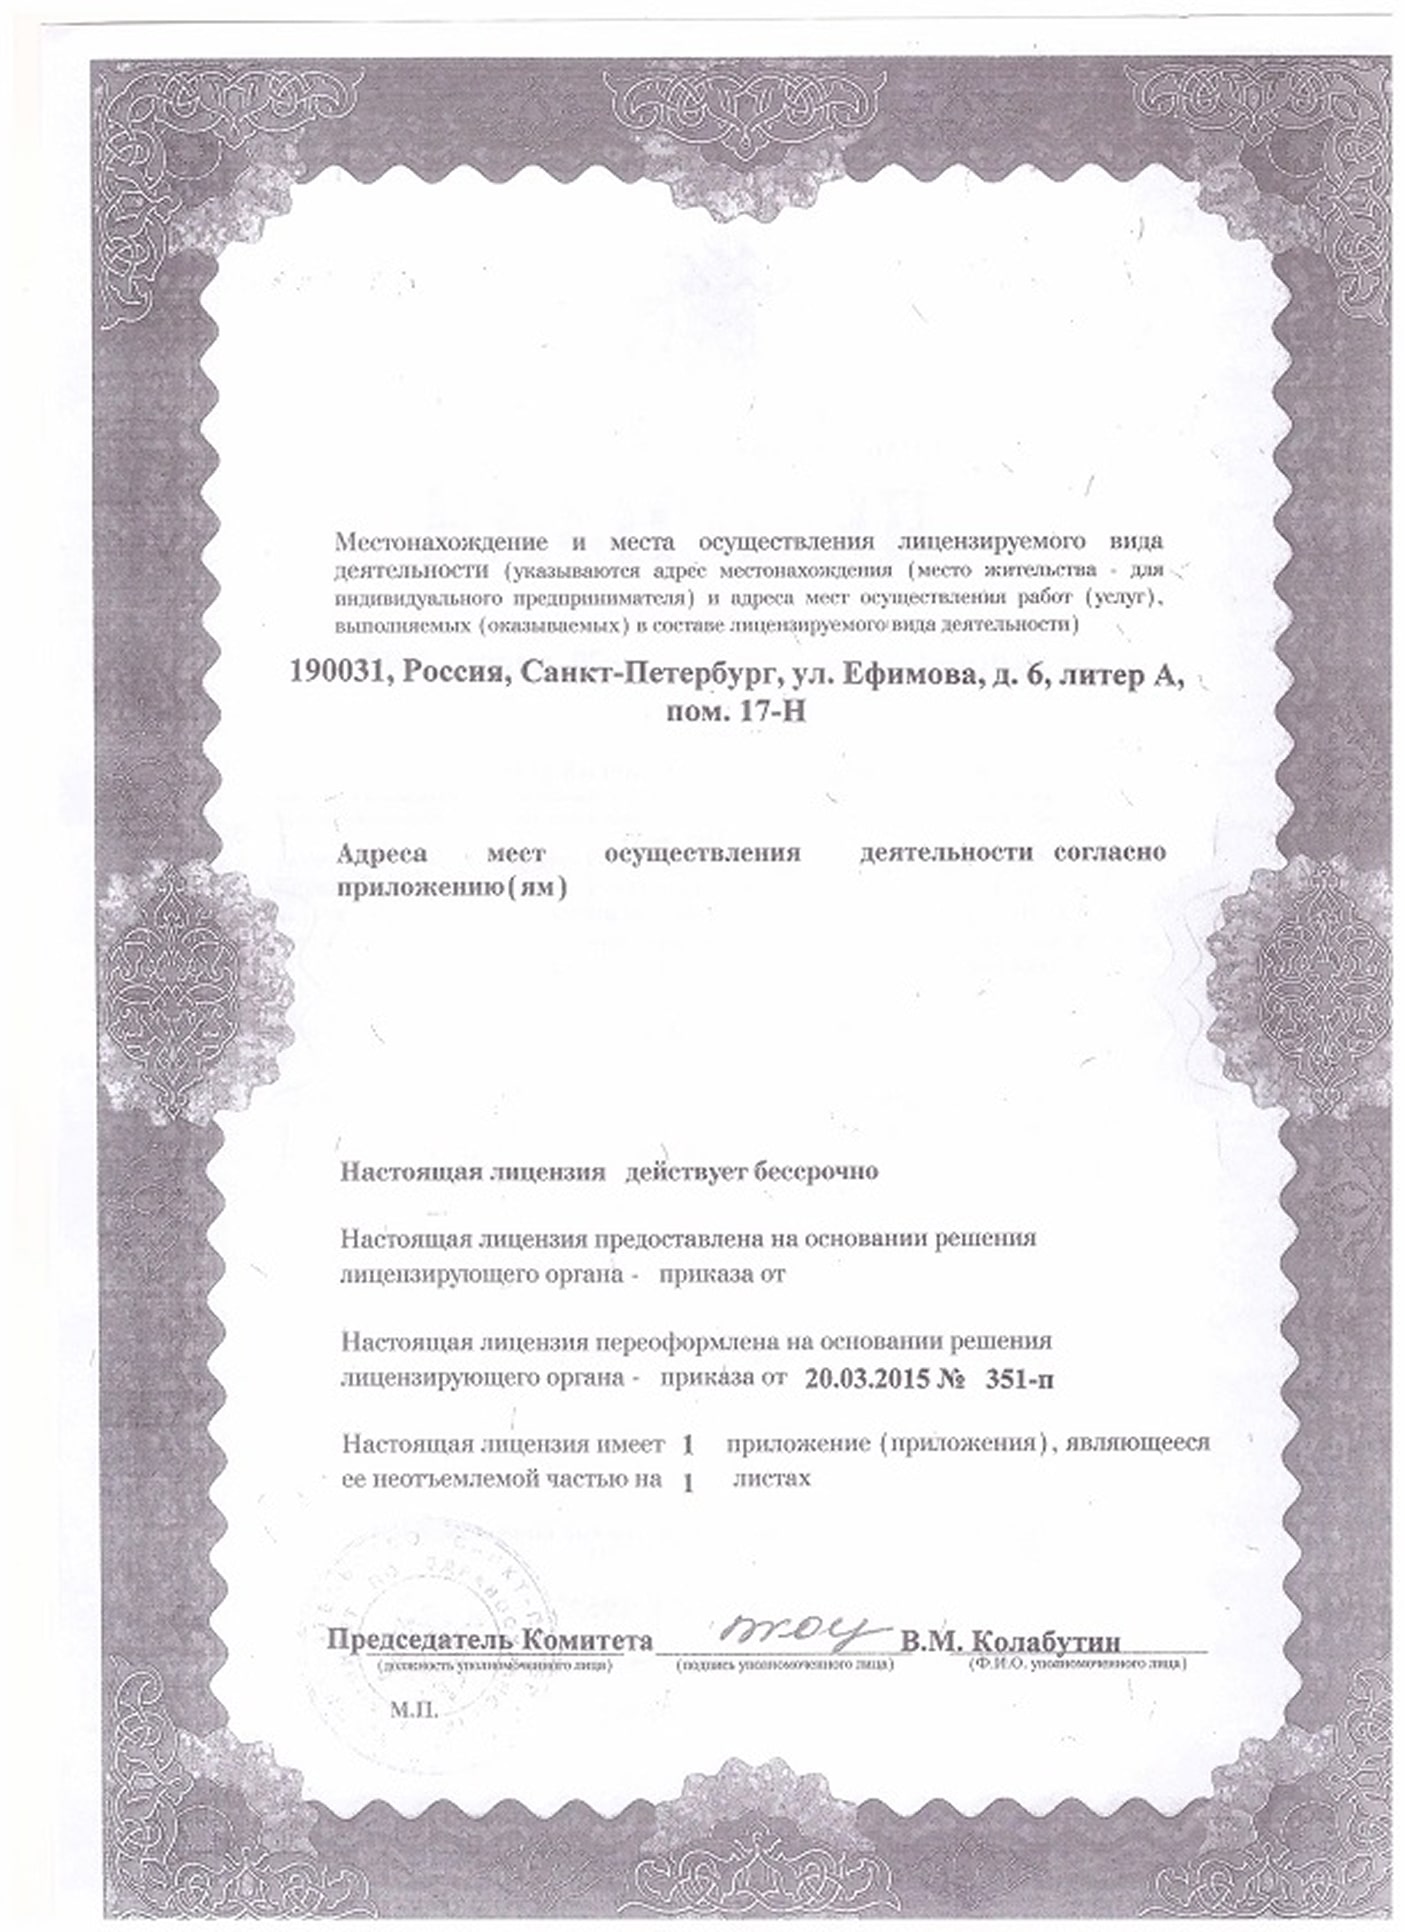 Местонахождение и места осуществления лицензируемого вида
деятельности (указываются адрес местонахождения (место жительства - для
индивидуального предпринимателя) и адреса мест осуществления работ (услуг),
выполняемых (оказываемых) в составе лицензируемого вида деятельности)
190031, Россия, Санкт-Петербург, ул. Ефимова, д. 6, литер А,
пом. 17-Н
Адреса мест осуществления деятельности согласно
приложению(ям)
Настоящая лицензия действует бессрочно
Настоящая лицензия предоставлена на основании решения
лицензирующего органа - приказа от
Настоящая лицензия переоформлена на основании решения
лицензирующего органа - приказа от 20.03.2015 № 351-п
Настоящая лицензия имеет 1 приложение (приложения), являющееся
ее неотъемлемой частью на 1 листах
Председатель Комитета В.М. Колабутин
(должность уполномоченного лица) (подпись уполномоченного лица) (Ф.И.О. уполномоченного лица)
М.П.